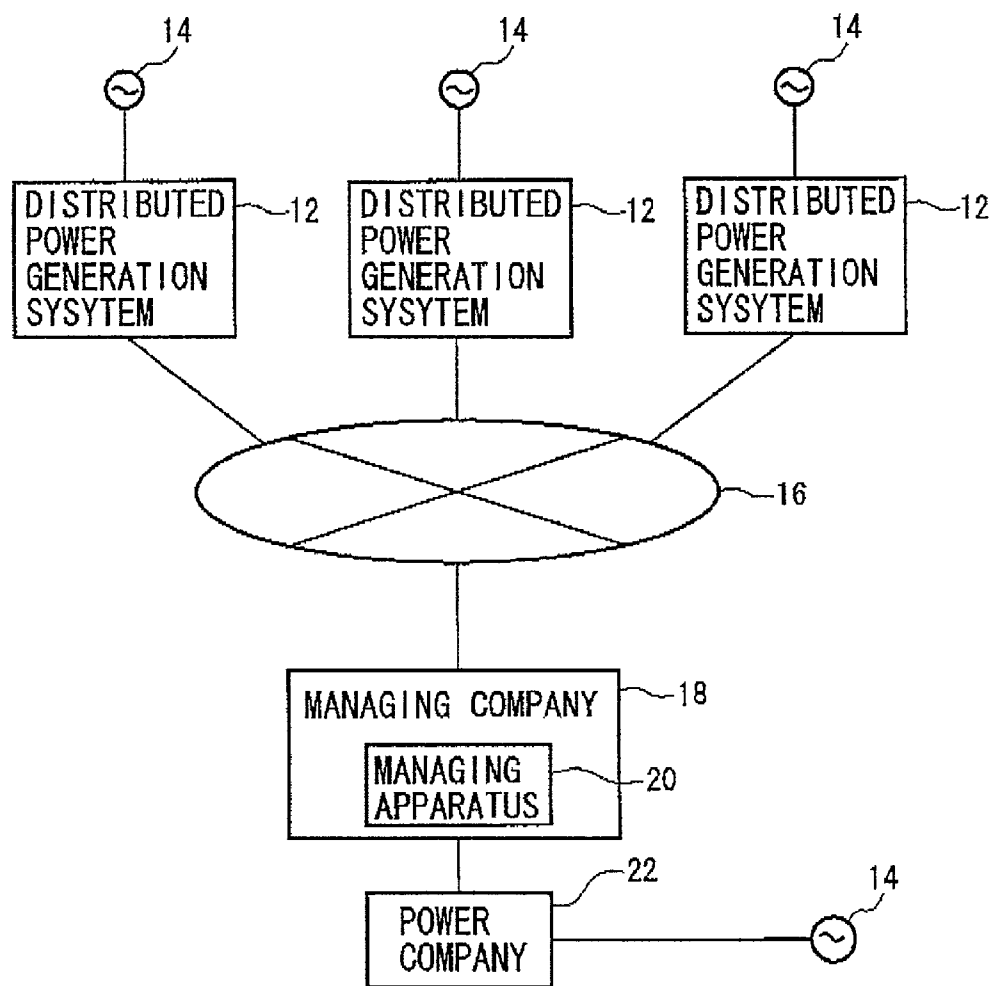 14
14
14
DISTRIBUTED
POWER
GENERATION
SYSYTEM
12
DISTRIBUTED
POWER
GENERATION
SYSYTEM
12
DISTRIBUTED
POWER
GENERATION
SYSYTEM
12
16
MANAGING COMPANY
18
MANAGING
APPARATUS
20
22
POWER
COMPANY
14